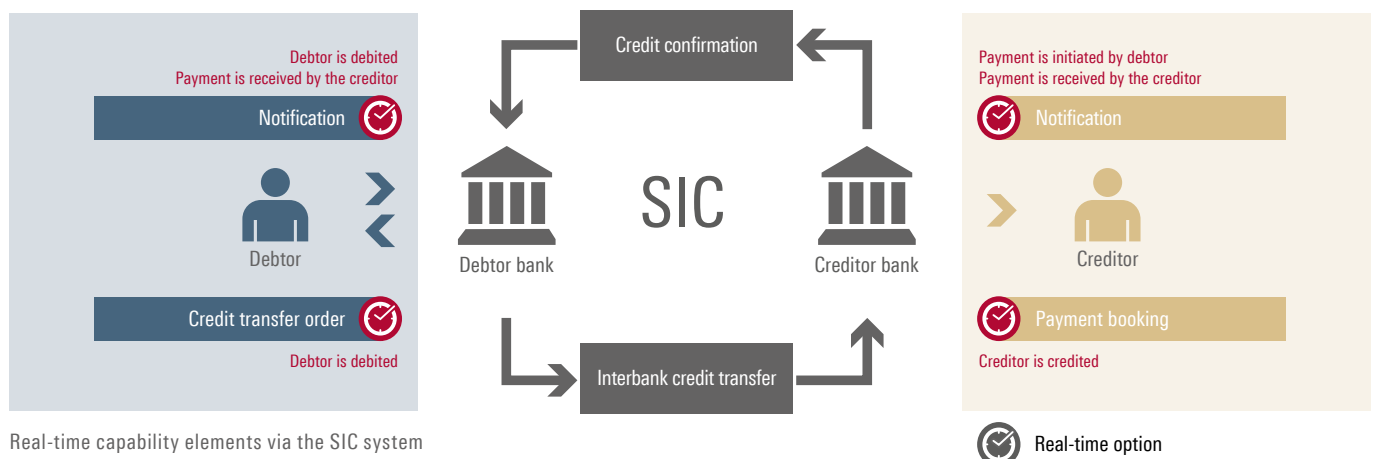 Debtor is debited
Payment is received by the creditor
Notification
Debtor
Credit transfer order
Debtor is debited
Credit confirmation
SIC
Debtor bank
Creditor bank
Interbank credit transfer
Payment is initiated by debtor
Payment is received by the creditor
Notification
Creditor
Payment booking
Creditor is credited
Real-time capability elements via the SIC system
Real-time option